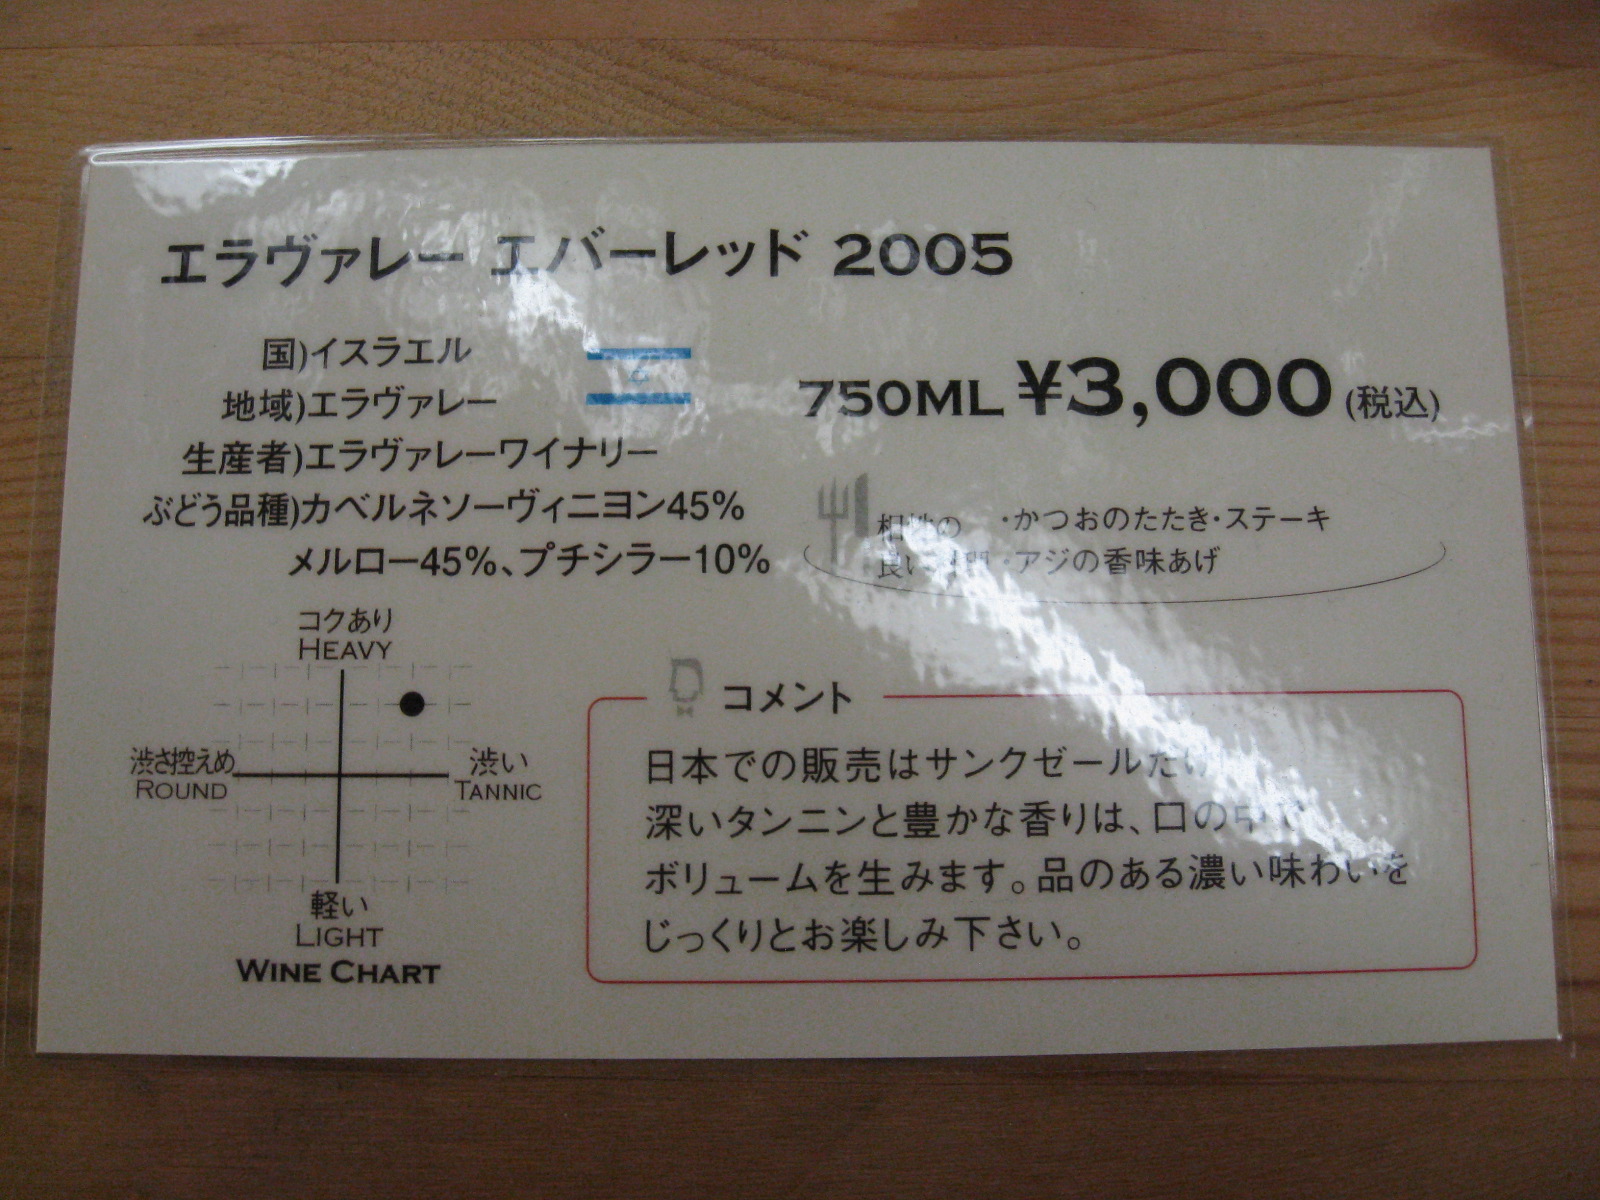 エラヴァレー エバーレッド 2005
国)イスラエル
地域)エラヴァレー
生産者)エラヴァレーワイナリー
ぶどう品種)カベルネソーヴィニヨン45%
メルロー45%、プチシラー10%
750ML ¥3,000 (税込)
相性の ・かつおのたたき・ステーキ
良い ・アジの香味あげ
コクあり
HEAVY
渋さ控えめ
ROUND
渋い
TANNIC
軽い
LIGHT
WINE CHART
コメント
日本での販売はサンクゼールだけ
深いタンニンと豊かな香りは、口の中で
ボリュームを生みます。品のある濃い味わいを
じっくりとお楽しみ下さい。